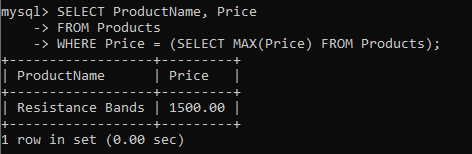 mysql> SELECT ProductName, Price
    -> FROM Products
    -> WHERE Price = (SELECT MAX(Price) FROM Products);
+------------------+---------+
| ProductName      | Price   |
+------------------+---------+
| Resistance Bands | 1500.00 |
+------------------+---------+
1 row in set (0.00 sec)